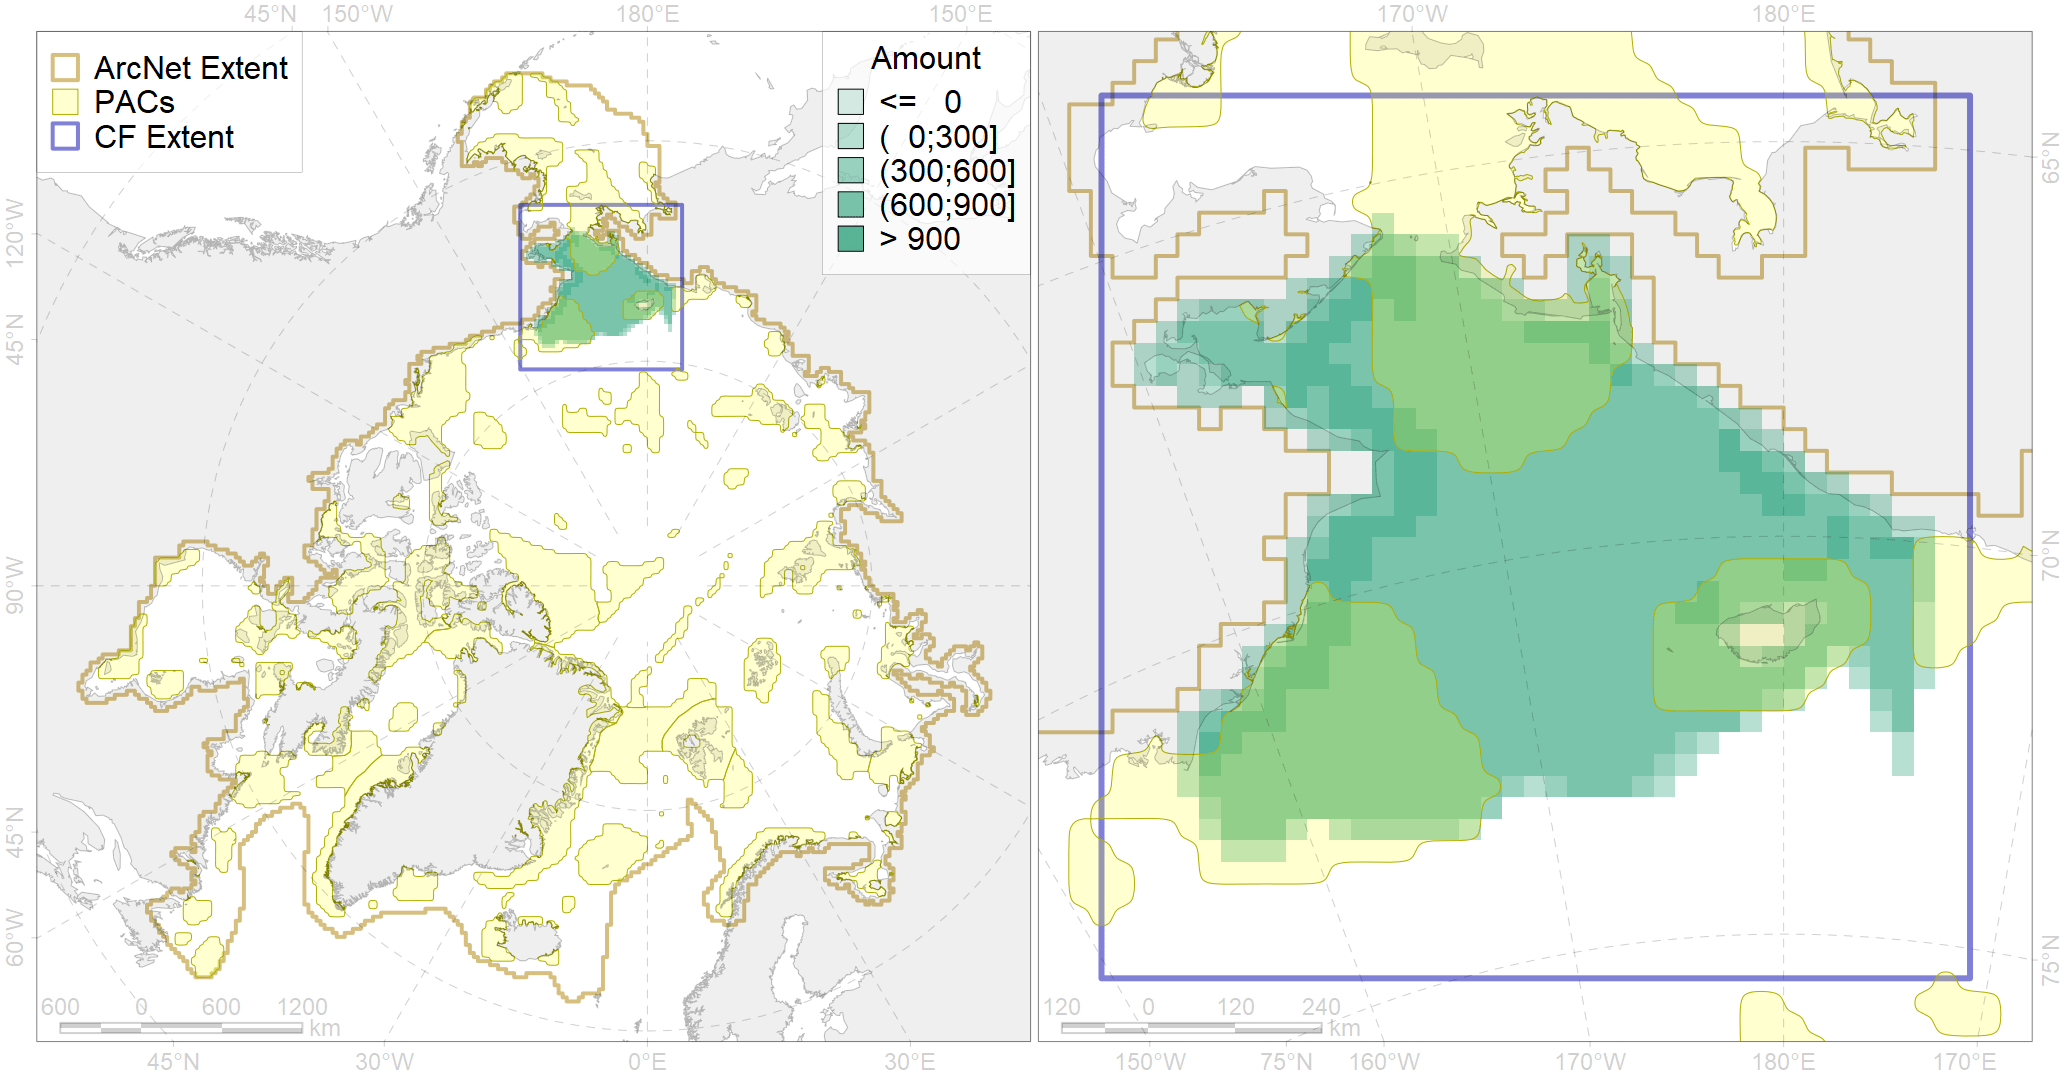 45°N 150°W 180°E 150°E 170°W 180°E
ArcNet Extent
PACs
CF Extent
Amount
<= 0
( 0;300]
(300;600]
(600;900]
> 900
120°W
45°N
90°W
45°N
60°W
65°N
70°N
75°N
600 0 600 1200
km
120 0 120 240
km
45°N 30°W 0°E 30°E 150°W 75°N 160°W 170°W 180°E 170°E